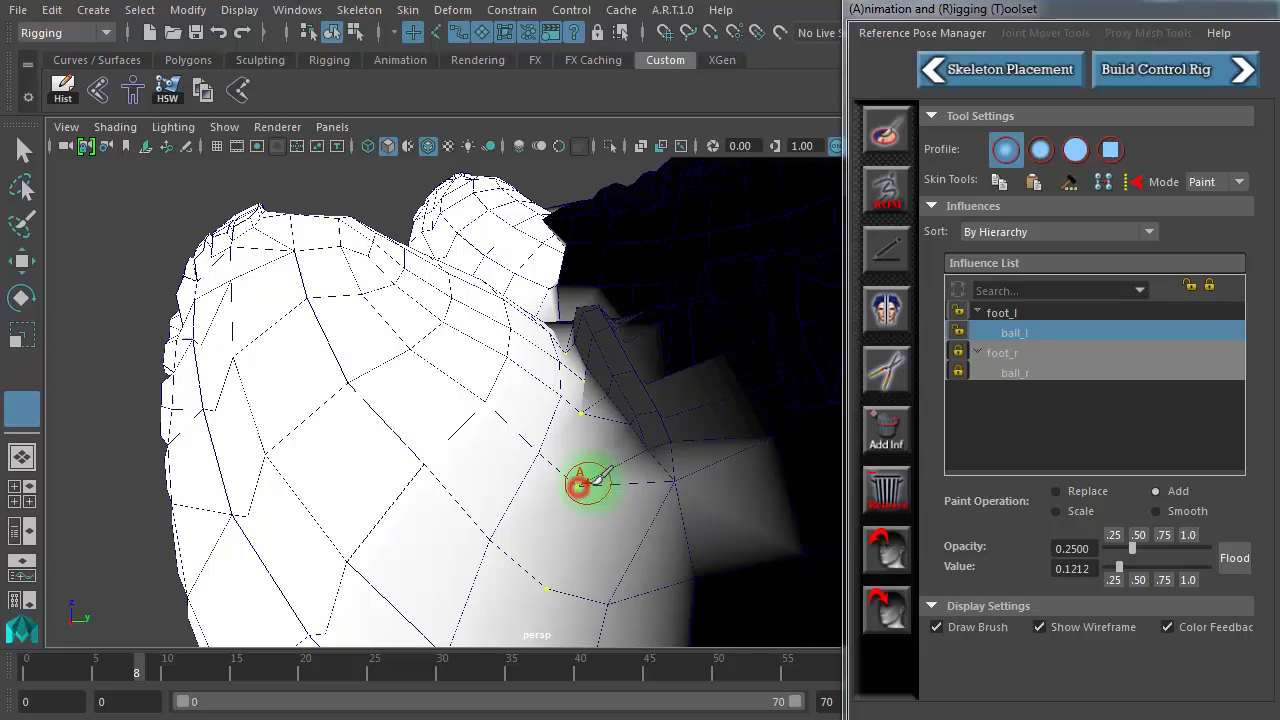 (A)nimation and (R)igging (T)oolset
File Edit Create Select Modify Display Windows Skeleton Skin Deform Constrain Control Cache A.R.T.1.0 Help
Reference Pose Manager Joint Mover Tools Proxy Mesh Tools Help
Rigging No Live S
Curves / Surfaces Polygons Sculpting Rigging Animation Rendering FX FX Caching Custom XGen
Skeleton Placement Build Control Rig
Hist HSW
Tool Settings
View Shading Lighting Show Renderer Panels
0.00 1.00
Profile:
Skin Tools: Mode Paint
ROM
Influences
Sort: By Hierarchy
Influence List
Search...
foot_l
ball_l
foot_r
ball_r
Add Inf
A
Remove
Paint Operation: Replace Add
Scale Smooth
.25 .50 .75 1.0
Opacity: 0.2500
Value: 0.1212
Flood
.25 .50 .75 1.0
Display Settings
Draw Brush Show Wireframe Color Feedbac
z
y
persp
0 5 10 15 20 25 30 35 40 45 50 55
8
0 0 0 70 70